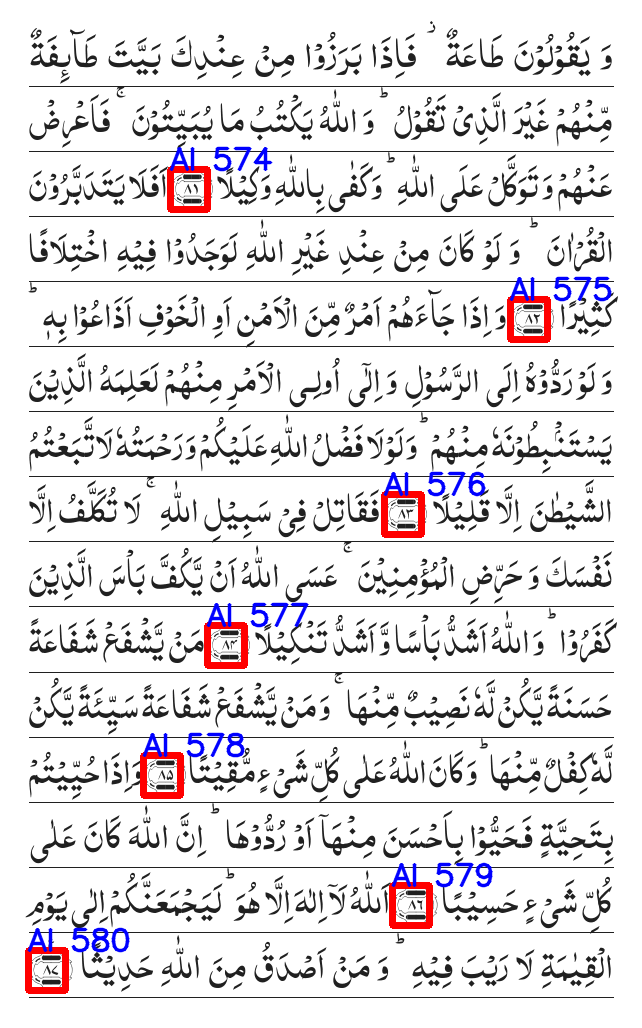 وَ يَقُوْلُوْنَ طَاعَةٌ ۫ فَاِذَا بَرَزُوْا مِنْ عِنْدِكَ بَيَّتَ طَآىِٕفَةٌ
مِّنْهُمْ غَيْرَ الَّذِیْ تَقُوْلُ ؕ وَ اللّٰهُ يَكْتُبُ مَا يُبَيِّتُوْنَ ۚ فَاَعْرِضْ
AI 574
عَنْهُمْ وَ تَوَكَّلْ عَلَی اللّٰهِ ؕ وَكَفٰی بِاللّٰهِ وَكِيْلًا ۸۱ اَفَلَا يَتَدَبَّرُوْنَ
الْقُرْاٰنَ ؕ وَ لَوْ كَانَ مِنْ عِنْدِ غَيْرِ اللّٰهِ لَوَجَدُوْا فِيْهِ اخْتِلَافًا
AI 575
كَثِيْرًا ۸۲ وَ اِذَا جَآءَهُمْ اَمْرٌ مِّنَ الْاَمْنِ اَوِ الْخَوْفِ اَذَاعُوْا بِهٖ ؕ
وَ لَوْ رَدُّوْهُ اِلَی الرَّسُوْلِ وَ اِلٰۤی اُولِی الْاَمْرِ مِنْهُمْ لَعَلِمَهُ الَّذِيْنَ
يَسْتَنْۢبِطُوْنَهٗ مِنْهُمْ ؕ وَلَوْلَا فَضْلُ اللّٰهِ عَلَيْكُمْ وَرَحْمَتُهٗ لَاتَّبَعْتُمُ
AI 576
الشَّيْطٰنَ اِلَّا قَلِيْلًا ۸۳ فَقَاتِلْ فِیْ سَبِيْلِ اللّٰهِ ۚ لَا تُكَلَّفُ اِلَّا
نَفْسَكَ وَ حَرِّضِ الْمُؤْمِنِيْنَ ۚ عَسَی اللّٰهُ اَنْ يَّكُفَّ بَاْسَ الَّذِيْنَ
AI 577
كَفَرُوْا ؕ وَ اللّٰهُ اَشَدُّ بَاْسًا وَّ اَشَدُّ تَنْكِيْلًا ۸۴ مَنْ يَّشْفَعْ شَفَاعَةً
حَسَنَةً يَّكُنْ لَّهٗ نَصِيْبٌ مِّنْهَا ۚ وَ مَنْ يَّشْفَعْ شَفَاعَةً سَيِّئَةً يَّكُنْ
AI 578
لَّهٗ كِفْلٌ مِّنْهَا ؕ وَ كَانَ اللّٰهُ عَلٰی كُلِّ شَیْءٍ مُّقِيْتًا ۸۵ وَ اِذَا حُيِّيْتُمْ
بِتَحِيَّةٍ فَحَيُّوْا بِاَحْسَنَ مِنْهَاۤ اَوْ رُدُّوْهَا ؕ اِنَّ اللّٰهَ كَانَ عَلٰی
AI 579
كُلِّ شَیْءٍ حَسِيْبًا ۸۶ اَللّٰهُ لَاۤ اِلٰهَ اِلَّا هُوَ ؕ لَيَجْمَعَنَّكُمْ اِلٰی يَوْمِ
AI 580
الْقِيٰمَةِ لَا رَيْبَ فِيْهِ ؕ وَ مَنْ اَصْدَقُ مِنَ اللّٰهِ حَدِيْثًا ۸۷